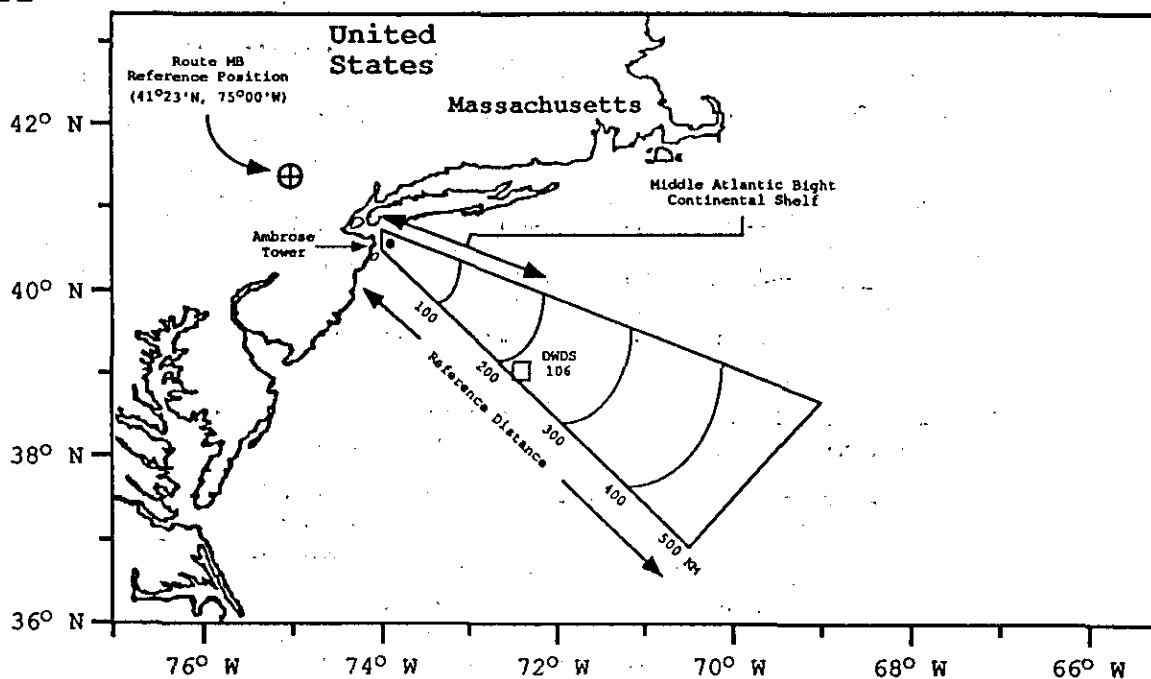 United
States
Route MB
Reference Position
(41°23'N, 75°00'W)
Massachusetts
42° N
Middle Atlantic Bight
Continental Shelf
Ambrose
Tower
40° N
100
200
DWDS
106
Reference Distance
300
38° N
400
500 KM
36° N
76° W
74° W
72° W
70° W
68° W
66° W